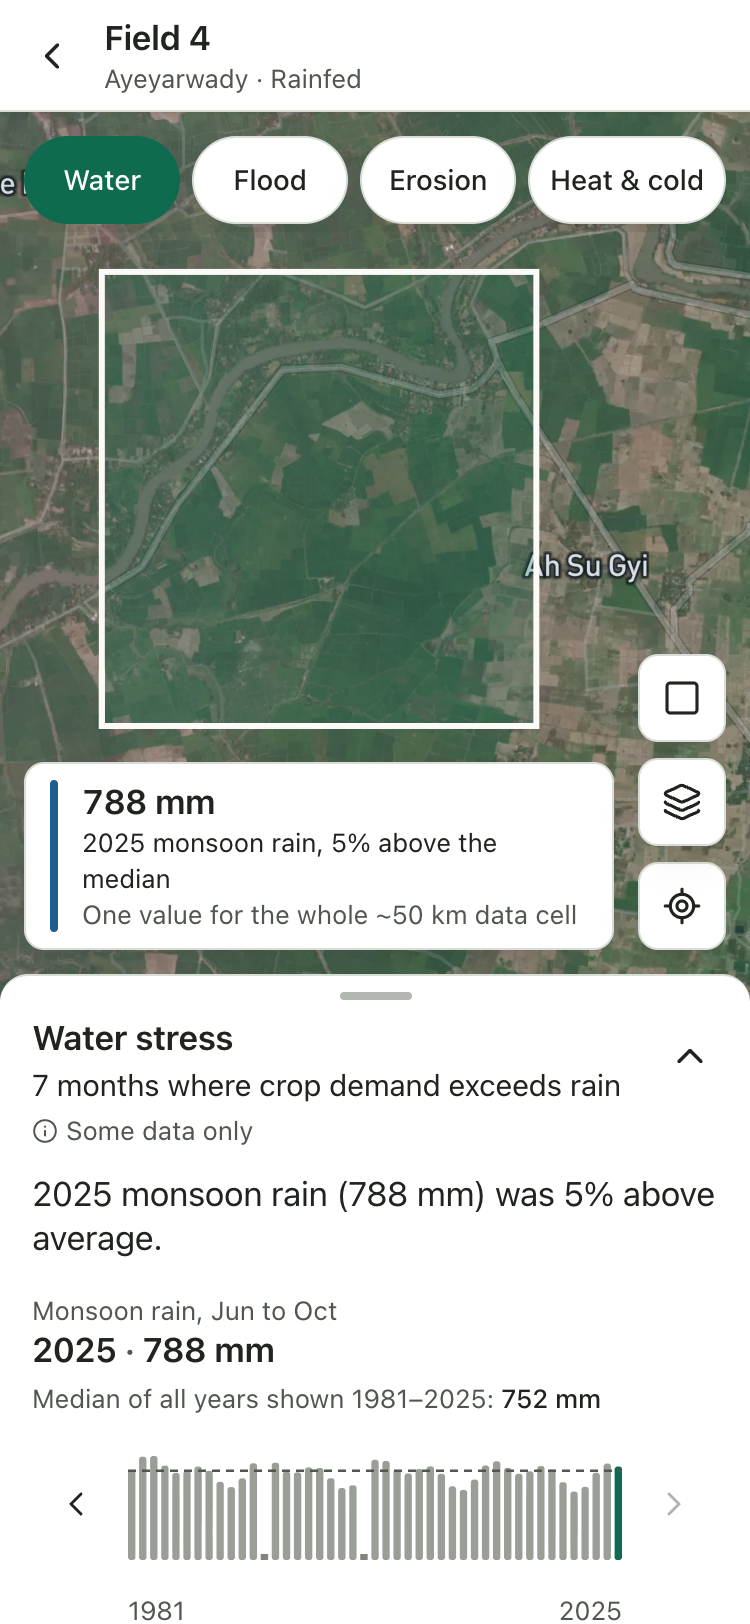 Field 4
Ayeyarwady · Rainfed
Water
Flood
Erosion
Heat & cold
Ah Su Gyi
788 mm
2025 monsoon rain, 5% above the
median
One value for the whole ~50 km data cell
Water stress
7 months where crop demand exceeds rain
Some data only
2025 monsoon rain (788 mm) was 5% above
average.
Monsoon rain, Jun to Oct
2025 · 788 mm
Median of all years shown 1981–2025: 752 mm
1981
2025